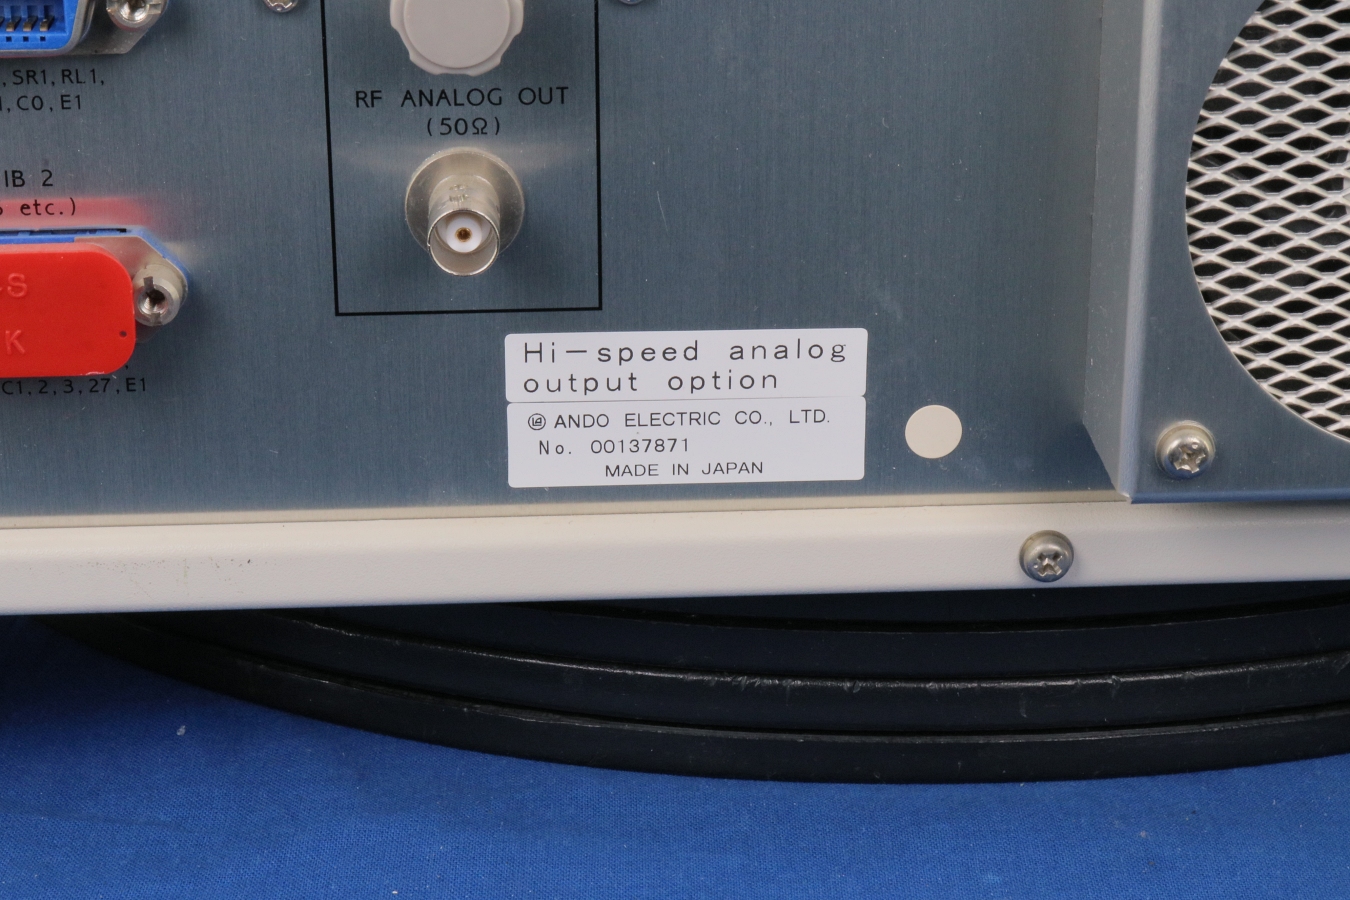 , SR1, RL1,
, C0, E1
IB 2
etc.)
S
K
C1, 2, 3, 27, E1
RF ANALOG OUT
(50Ω)
Hi-speed analog
output option
ANDO ELECTRIC CO., LTD.
No. 00137871
MADE IN JAPAN